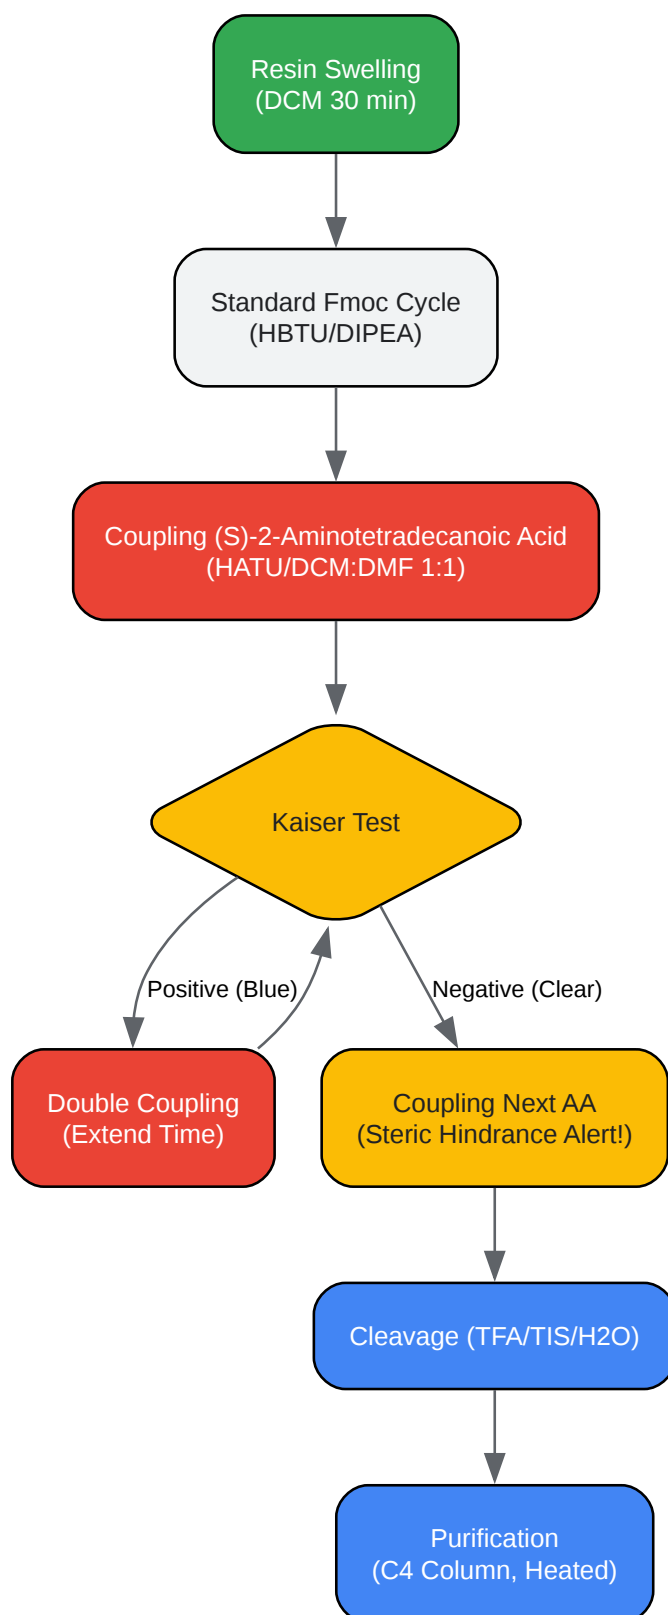 Resin Swelling
(DCM 30 min)
Standard Fmoc Cycle
(HBTU/DIPEA)
Coupling (S)-2-Aminotetradecanoic Acid
(HATU/DCM:DMF 1:1)
Kaiser Test
Positive (Blue)
Negative (Clear)
Double Coupling
(Extend Time)
Coupling Next AA
(Steric Hindrance Alert!)
Cleavage (TFA/TIS/H2O)
Purification
(C4 Column, Heated)